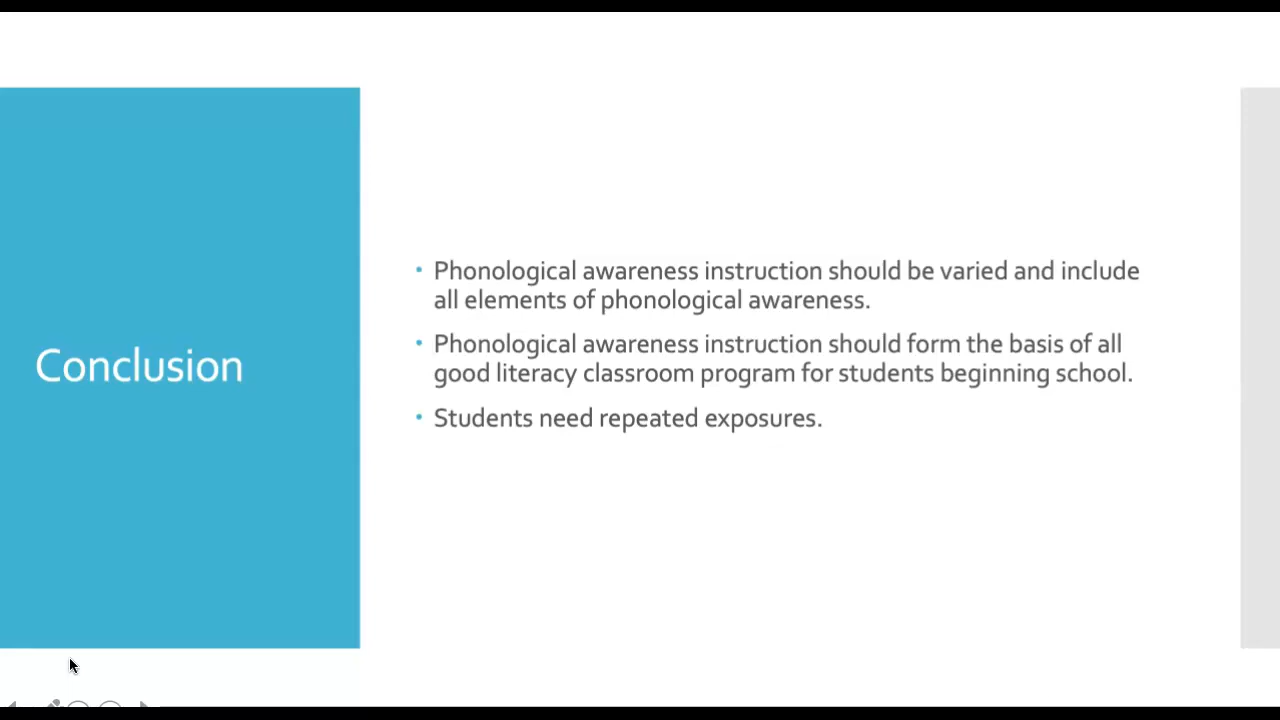 Conclusion
• Phonological awareness instruction should be varied and include
all elements of phonological awareness.
• Phonological awareness instruction should form the basis of all
good literacy classroom program for students beginning school.
• Students need repeated exposures.